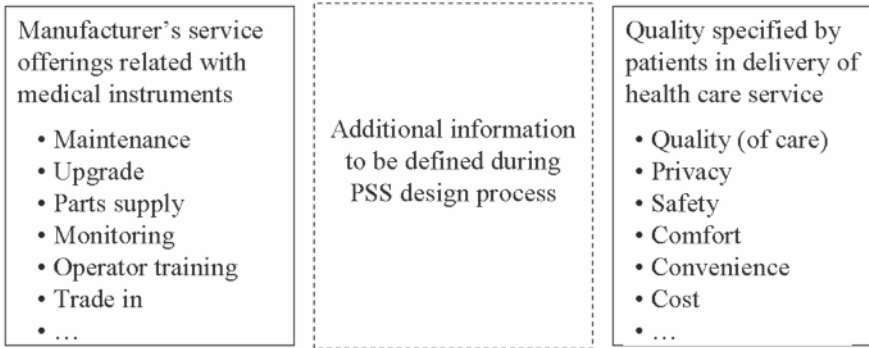 Manufacturer's service
offerings related with
medical instruments
• Maintenance
• Upgrade
• Parts supply
• Monitoring
• Operator training
• Trade in
• …
Additional information
to be defined during
PSS design process
Quality specified by
patients in delivery of
health care service
• Quality (of care)
• Privacy
• Safety
• Comfort
• Convenience
• Cost
• …